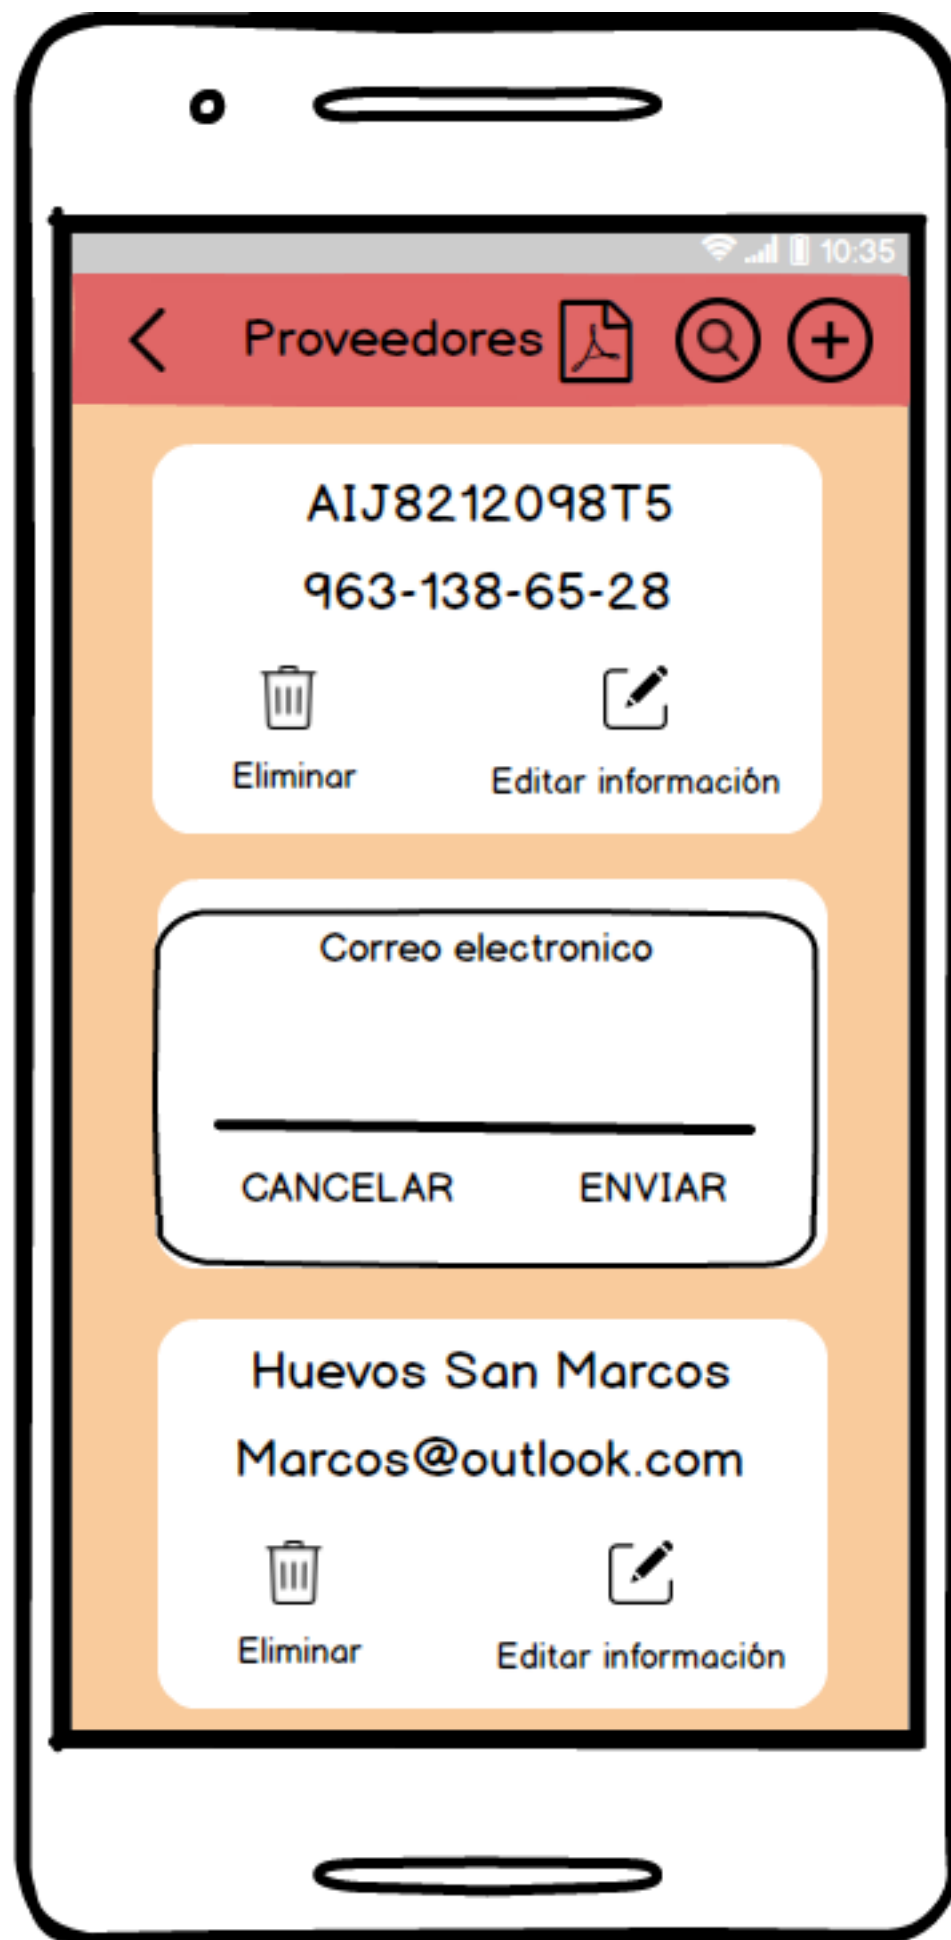 10:35
Proveedores
AIJ8212098T5
963-138-65-28
Eliminar Editar información
Correo electronico
CANCELAR ENVIAR
Huevos San Marcos
Marcos@outlook.com
Eliminar Editar información